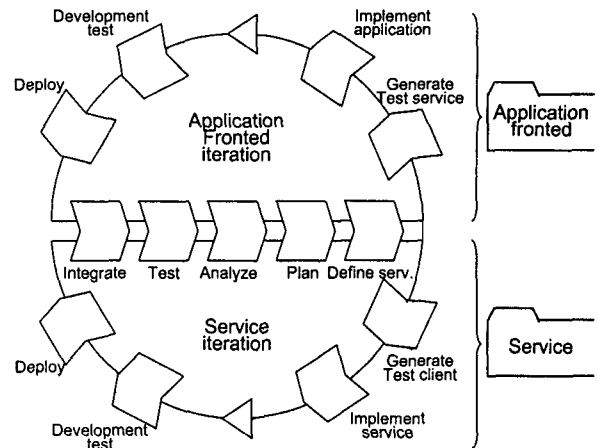 Development
test
Implement
application
Deploy
Generate
Test service
Application
Fronted
iteration
Application
fronted
Integrate
Test
Analyze
Plan
Define serv.
Service
iteration
Service
Deploy
Generate
Test client
Development
test
Implement
service